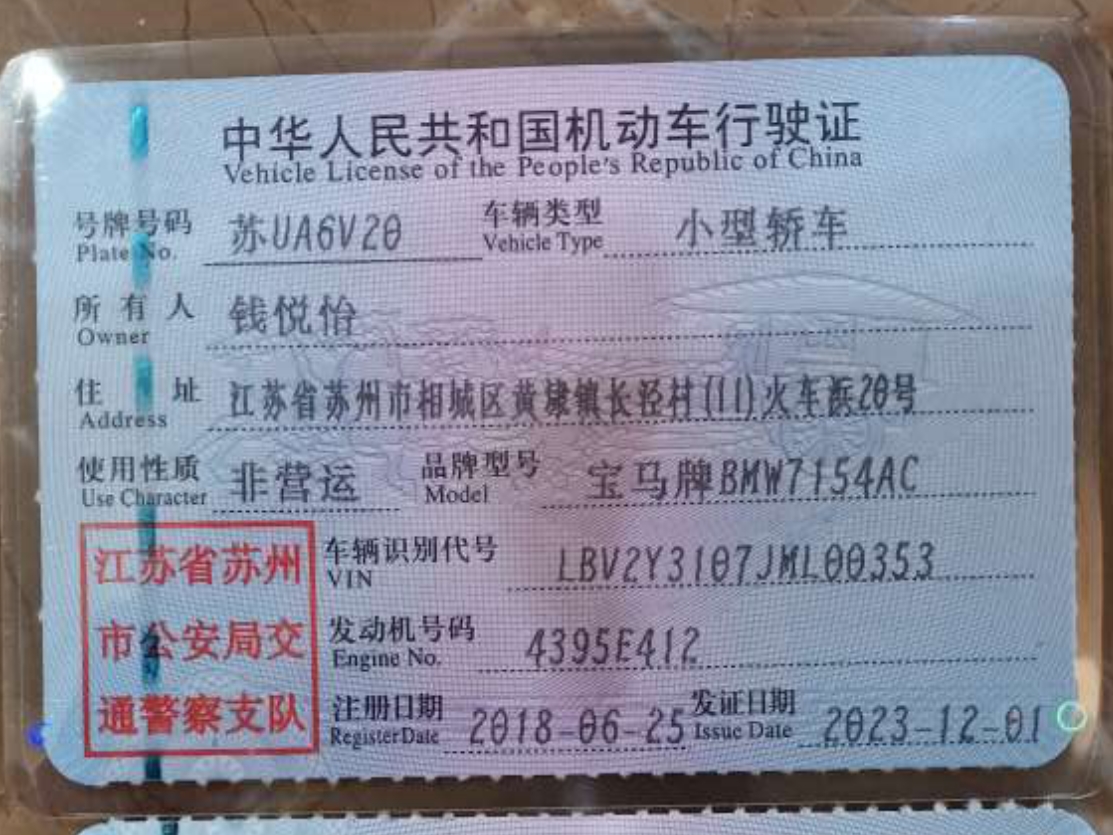 中华人民共和国机动车行驶证
Vehicle License of the People's Republic of China
号牌号码 苏UA6V20 车辆类型 小型轿车
Plate No. Vehicle Type
所有人 钱悦怡
Owner
住址 江苏省苏州市相城区黄埭镇长泾村(11)火车浜20号
Address
使用性质 非营运 品牌型号 宝马牌BMW7154AC
Use Character Model
江苏省苏州 车辆识别代号 LBV2Y3107JML00353
VIN
市公安局交 发动机号码 4395E412
Engine No.
通警察支队 注册日期 2018-06-25 发证日期 2023-12-01
Register Date Issue Date